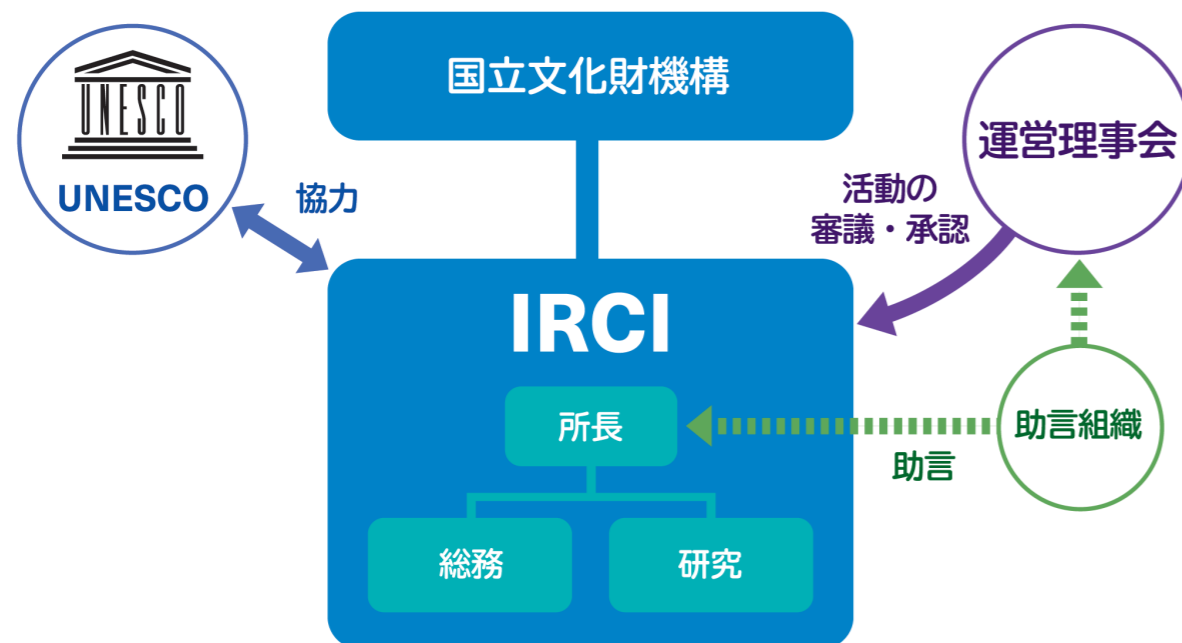 国立文化財機構
UNESCO
UNESCO
協力
運営理事会
活動の
審議・承認
IRCI
所長
助言組織
助言
総務
研究